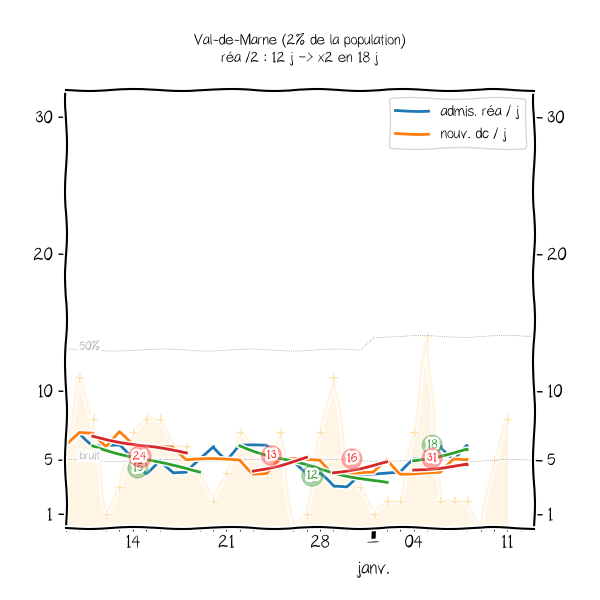 Val-de-Marne (2% de la population)
réa /2 : 12 j -> x2 en 18 j
admis. réa / j
nouv. dc / j
30 30
20 20
50%
10 10
18
24 13 16 31
bruit
5 5
12
1 1
14 21 28 04 11
janv.